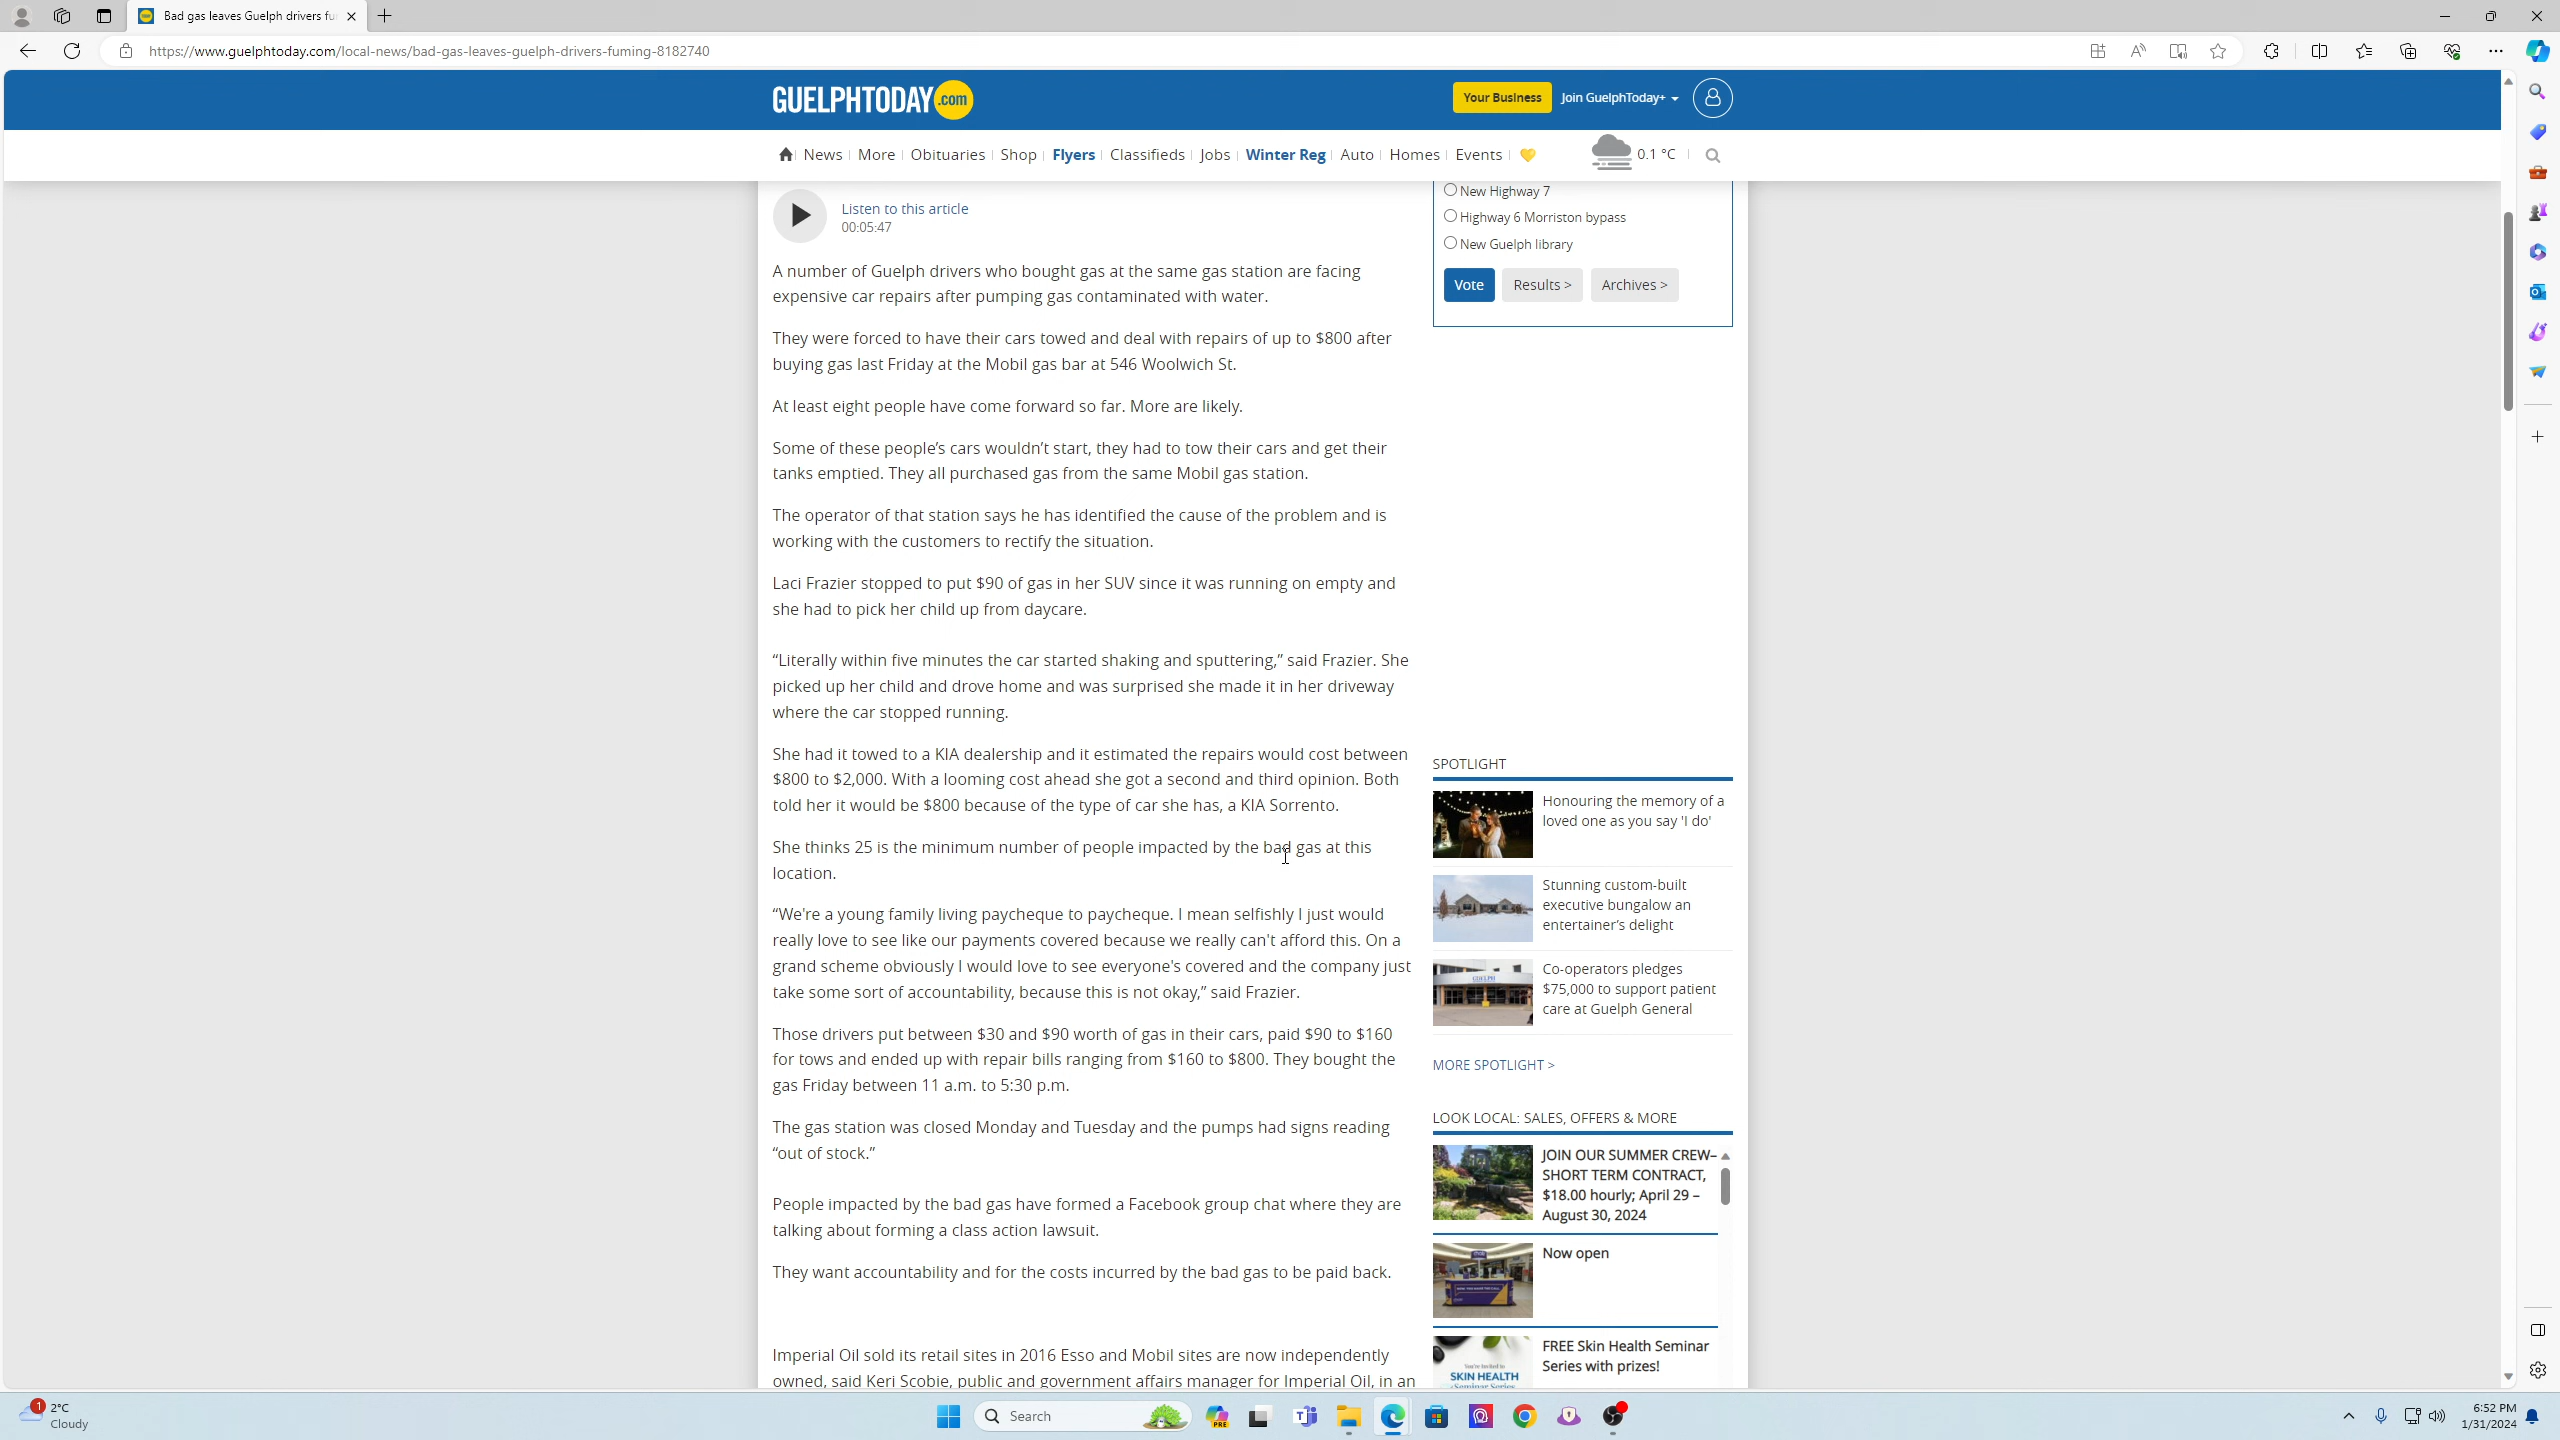 Bad gas leaves Guelph drivers fu
https://www.guelphtoday.com/local-news/bad-gas-leaves-guelph-drivers-fuming-8182740
GUELPHTODAY.com
Your Business
Join GuelphToday+
News
More
Obituaries
Shop
Flyers
Classifieds
Jobs
Winter Reg
Auto
Homes
Events
0.1 °C
Listen to this article
00:05:47
A number of Guelph drivers who bought gas at the same gas station are facing
expensive car repairs after pumping gas contaminated with water.
They were forced to have their cars towed and deal with repairs of up to $800 after
buying gas last Friday at the Mobil gas bar at 546 Woolwich St.
At least eight people have come forward so far. More are likely.
Some of these people’s cars wouldn’t start, they had to tow their cars and get their
tanks emptied. They all purchased gas from the same Mobil gas station.
The operator of that station says he has identified the cause of the problem and is
working with the customers to rectify the situation.
Laci Frazier stopped to put $90 of gas in her SUV since it was running on empty and
she had to pick her child up from daycare.
“Literally within five minutes the car started shaking and sputtering,” said Frazier. She
picked up her child and drove home and was surprised she made it in her driveway
where the car stopped running.
She had it towed to a KIA dealership and it estimated the repairs would cost between
$800 to $2,000. With a looming cost ahead she got a second and third opinion. Both
told her it would be $800 because of the type of car she has, a KIA Sorrento.
She thinks 25 is the minimum number of people impacted by the bad gas at this
location.
“We're a young family living paycheque to paycheque. I mean selfishly I just would
really love to see like our payments covered because we really can't afford this. On a
grand scheme obviously I would love to see everyone's covered and the company just
take some sort of accountability, because this is not okay,” said Frazier.
Those drivers put between $30 and $90 worth of gas in their cars, paid $90 to $160
for tows and ended up with repair bills ranging from $160 to $800. They bought the
gas Friday between 11 a.m. to 5:30 p.m.
The gas station was closed Monday and Tuesday and the pumps had signs reading
“out of stock.”
People impacted by the bad gas have formed a Facebook group chat where they are
talking about forming a class action lawsuit.
They want accountability and for the costs incurred by the bad gas to be paid back.
Imperial Oil sold its retail sites in 2016 Esso and Mobil sites are now independently
owned, said Keri Scobie, public and government affairs manager for Imperial Oil, in an
New Highway 7
Highway 6 Morriston bypass
New Guelph library
Vote
Results >
Archives >
SPOTLIGHT
Honouring the memory of a
loved one as you say 'I do'
Stunning custom-built
executive bungalow an
entertainer’s delight
Co-operators pledges
$75,000 to support patient
care at Guelph General
MORE SPOTLIGHT >
LOOK LOCAL: SALES, OFFERS & MORE
JOIN OUR SUMMER CREW–
SHORT TERM CONTRACT,
$18.00 hourly; April 29 –
August 30, 2024
Now open
You're Invited to
SKIN HEALTH
Seminar Series
FREE Skin Health Seminar
Series with prizes!
1
2°C
Cloudy
Search
PRE
6:52 PM
1/31/2024